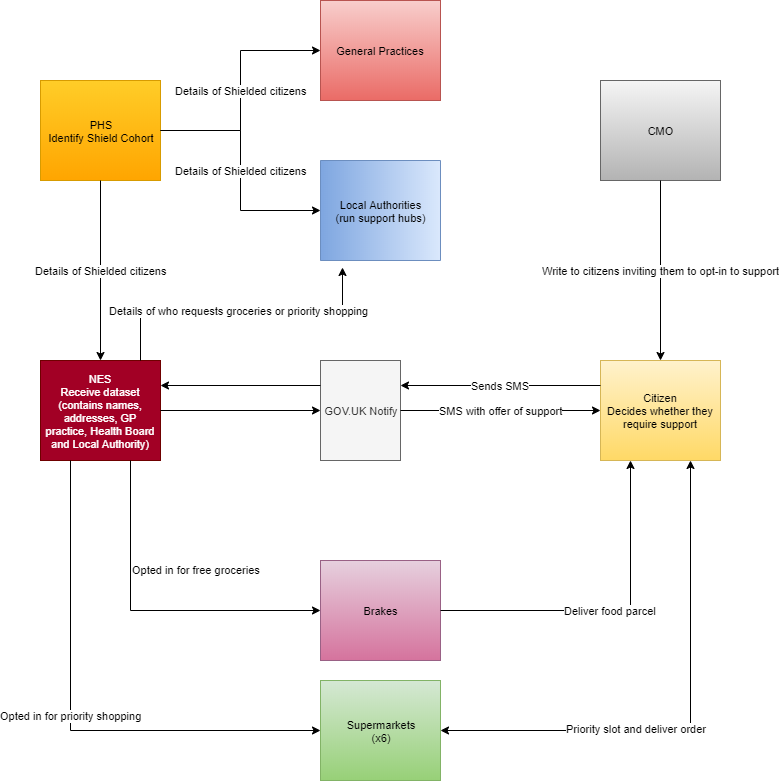 General Practices
Details of Shielded citizens
PHS
Identify Shield Cohort
CMO
Details of Shielded citizens
Local Authorities
(run support hubs)
Details of Shielded citizens
Write to citizens inviting them to opt-in to support
Details of who requests groceries or priority shopping
NES
Receive dataset
(contains names,
addresses, GP
practice, Health Board
and Local Authority)
GOV.UK Notify
Sends SMS
SMS with offer of support
Citizen
Decides whether they
require support
Opted in for free groceries
Brakes
Deliver food parcel
Opted in for priority shopping
Supermarkets
(x6)
Priority slot and deliver order